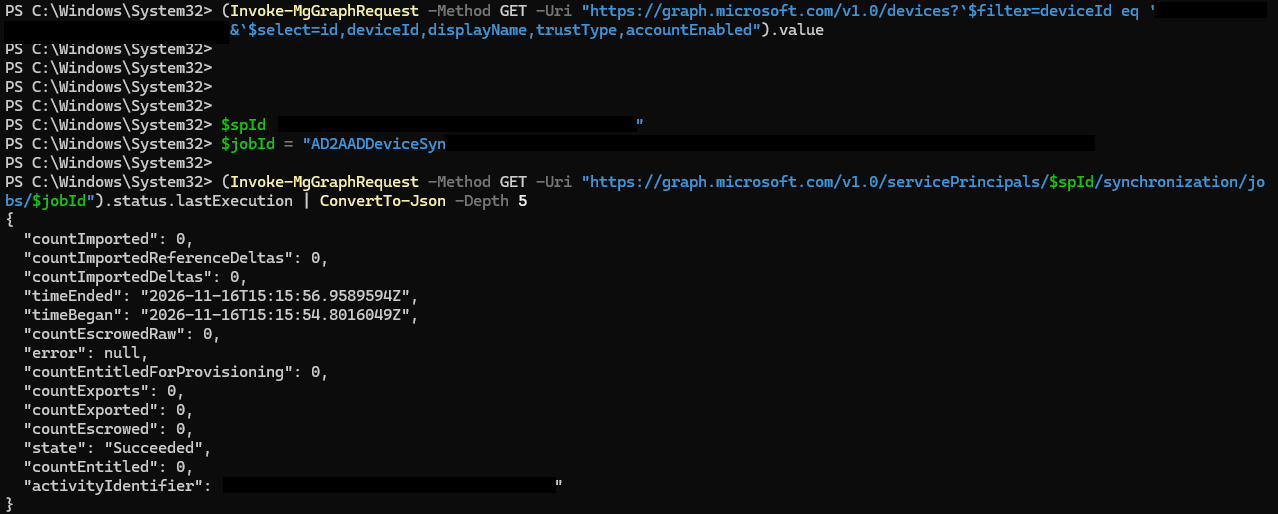 PS C:\Windows\System32> (Invoke-MgGraphRequest -Method GET -Uri "https://graph.microsoft.com/v1.0/devices?`$filter=deviceId eq '
&`$select=id,deviceId,displayName,trustType,accountEnabled").value
PS C:\Windows\System32>
PS C:\Windows\System32>
PS C:\Windows\System32>
PS C:\Windows\System32>
PS C:\Windows\System32> $spId "
PS C:\Windows\System32> $jobId = "AD2AADDeviceSyn
PS C:\Windows\System32>
PS C:\Windows\System32> (Invoke-MgGraphRequest -Method GET -Uri "https://graph.microsoft.com/v1.0/servicePrincipals/$spId/synchronization/jo
bs/$jobId").status.lastExecution | ConvertTo-Json -Depth 5
{
  "countImported": 0,
  "countImportedReferenceDeltas": 0,
  "countImportedDeltas": 0,
  "timeEnded": "2026-11-16T15:15:56.9589594Z",
  "timeBegan": "2026-11-16T15:15:54.8016049Z",
  "countEscrowedRaw": 0,
  "error": null,
  "countEntitledForProvisioning": 0,
  "countExports": 0,
  "countExported": 0,
  "countEscrowed": 0,
  "state": "Succeeded",
  "countEntitled": 0,
  "activityIdentifier": "
}